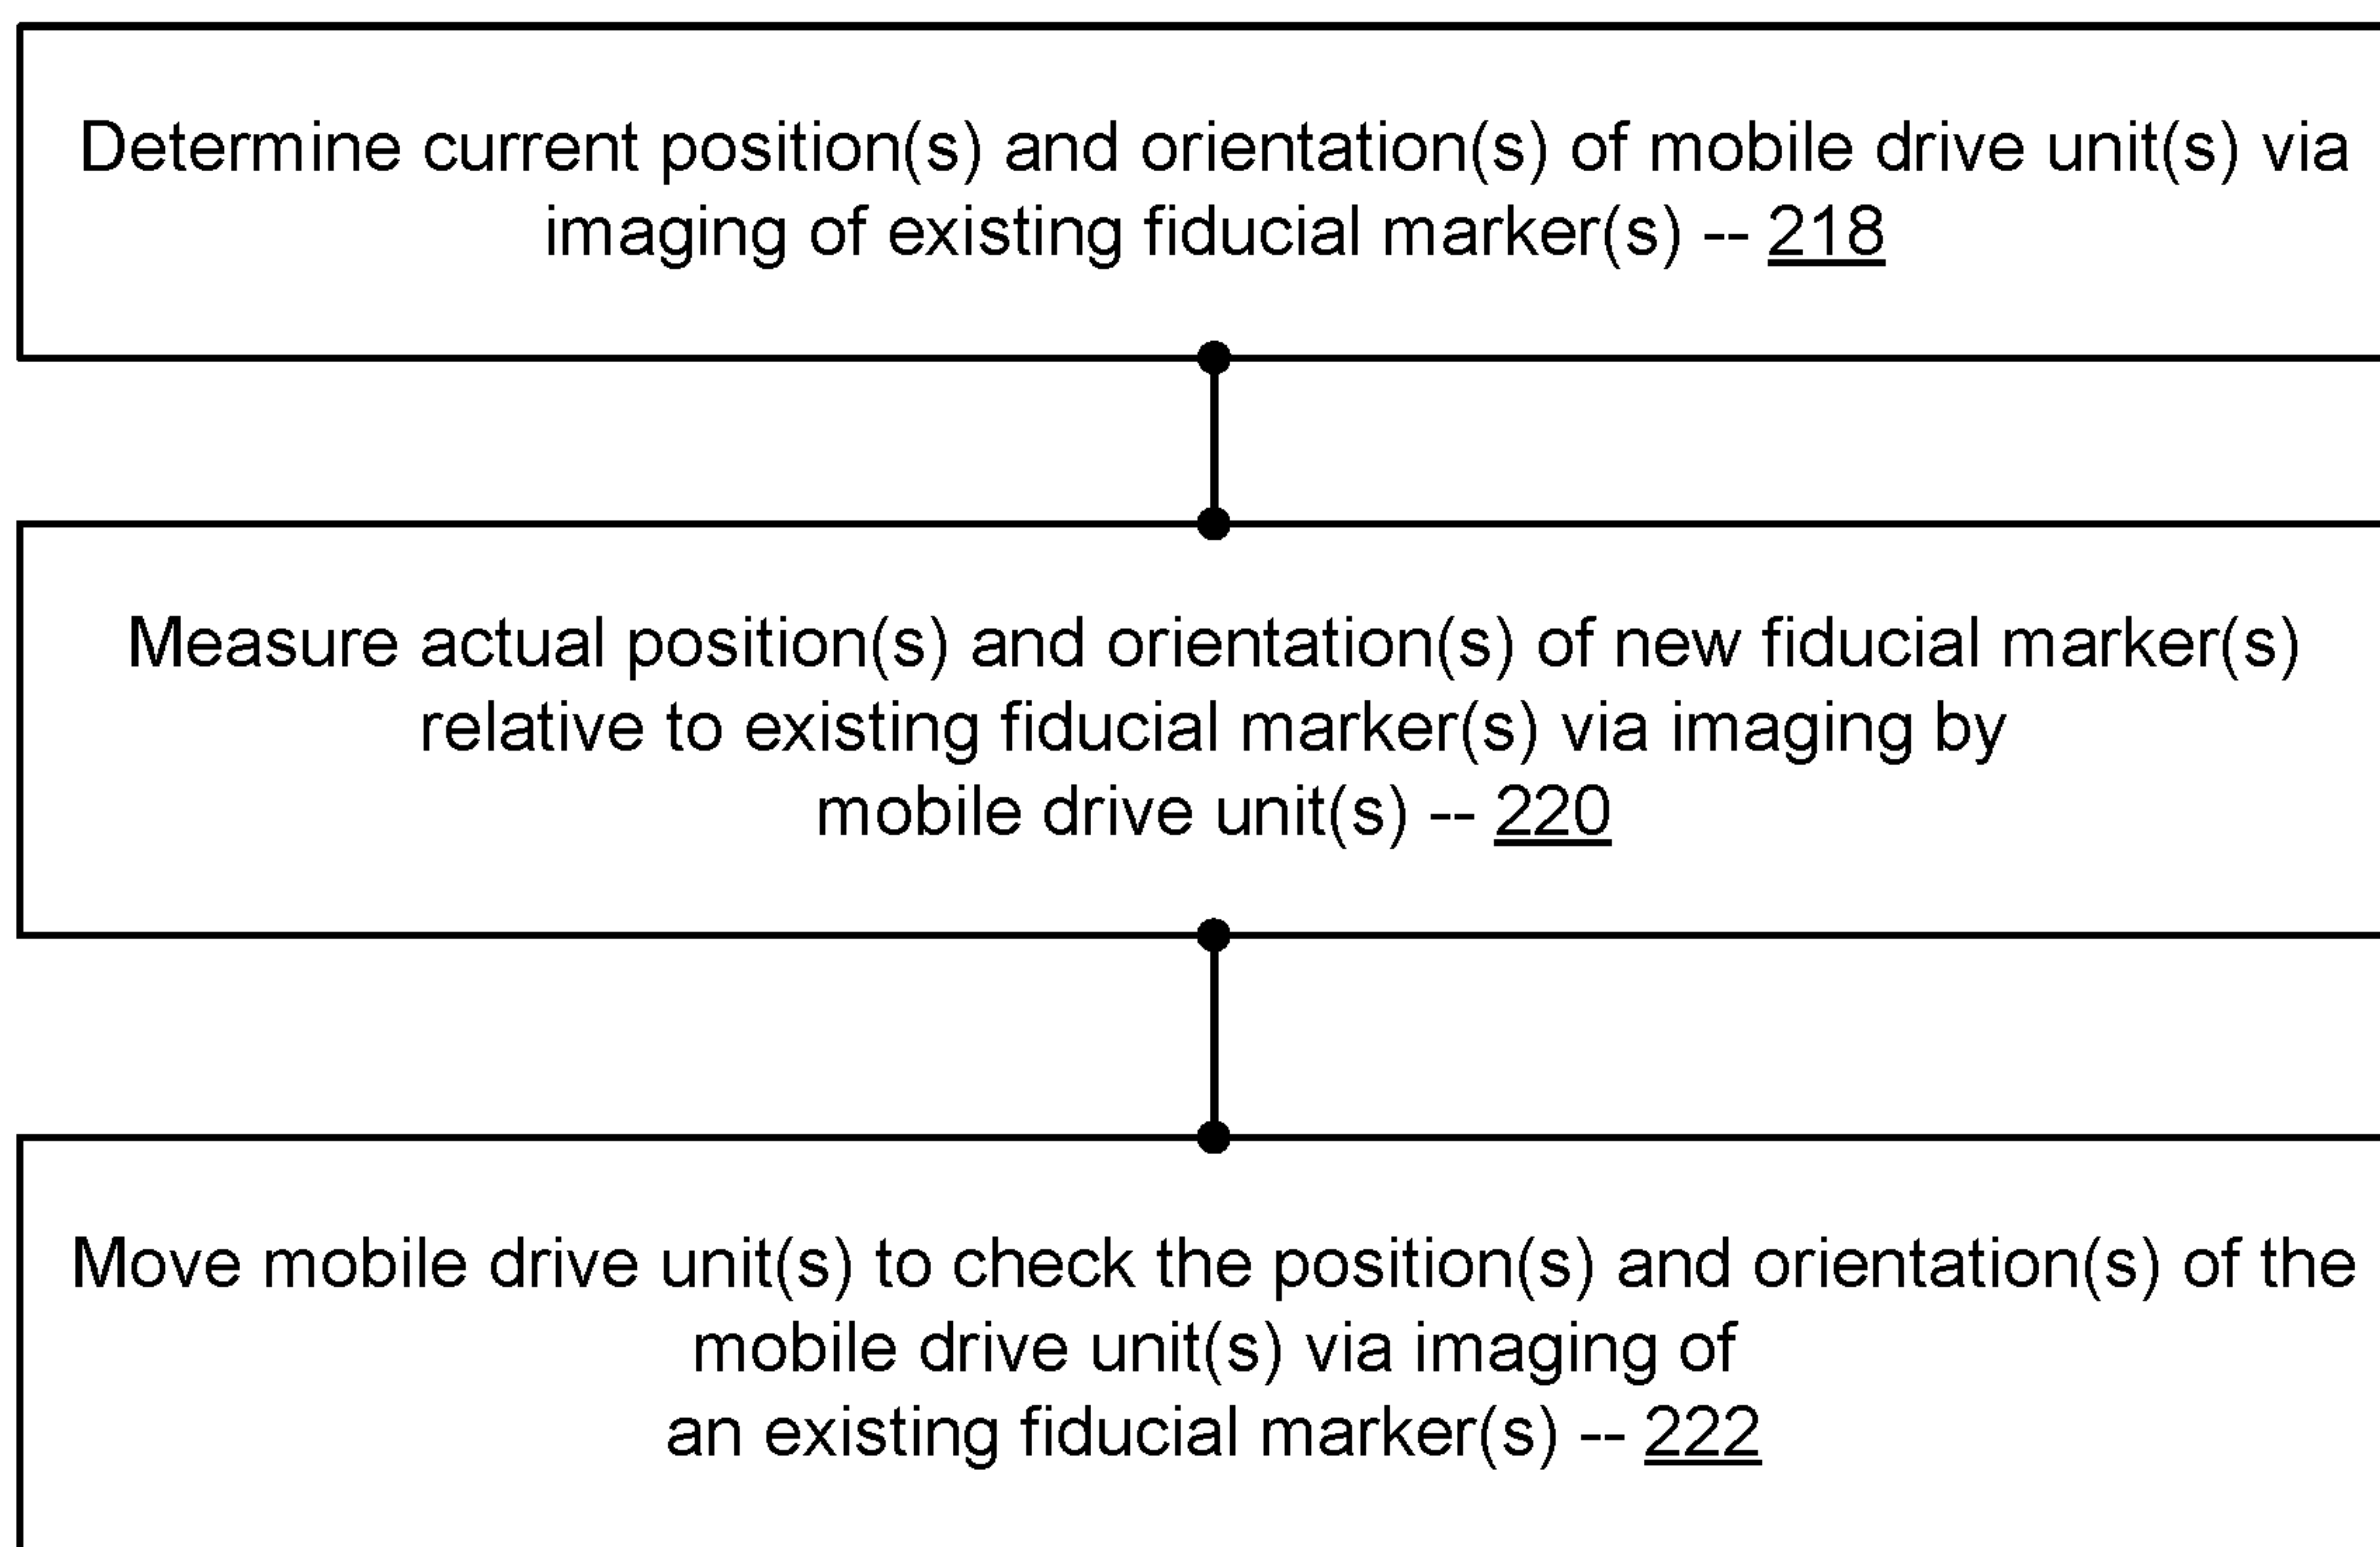 Determine current position(s) and orientation(s) of mobile drive unit(s) via
imaging of existing fiducial marker(s) -- 218
Measure actual position(s) and orientation(s) of new fiducial marker(s)
relative to existing fiducial marker(s) via imaging by
mobile drive unit(s) -- 220
Move mobile drive unit(s) to check the position(s) and orientation(s) of the
mobile drive unit(s) via imaging of
an existing fiducial marker(s) -- 222